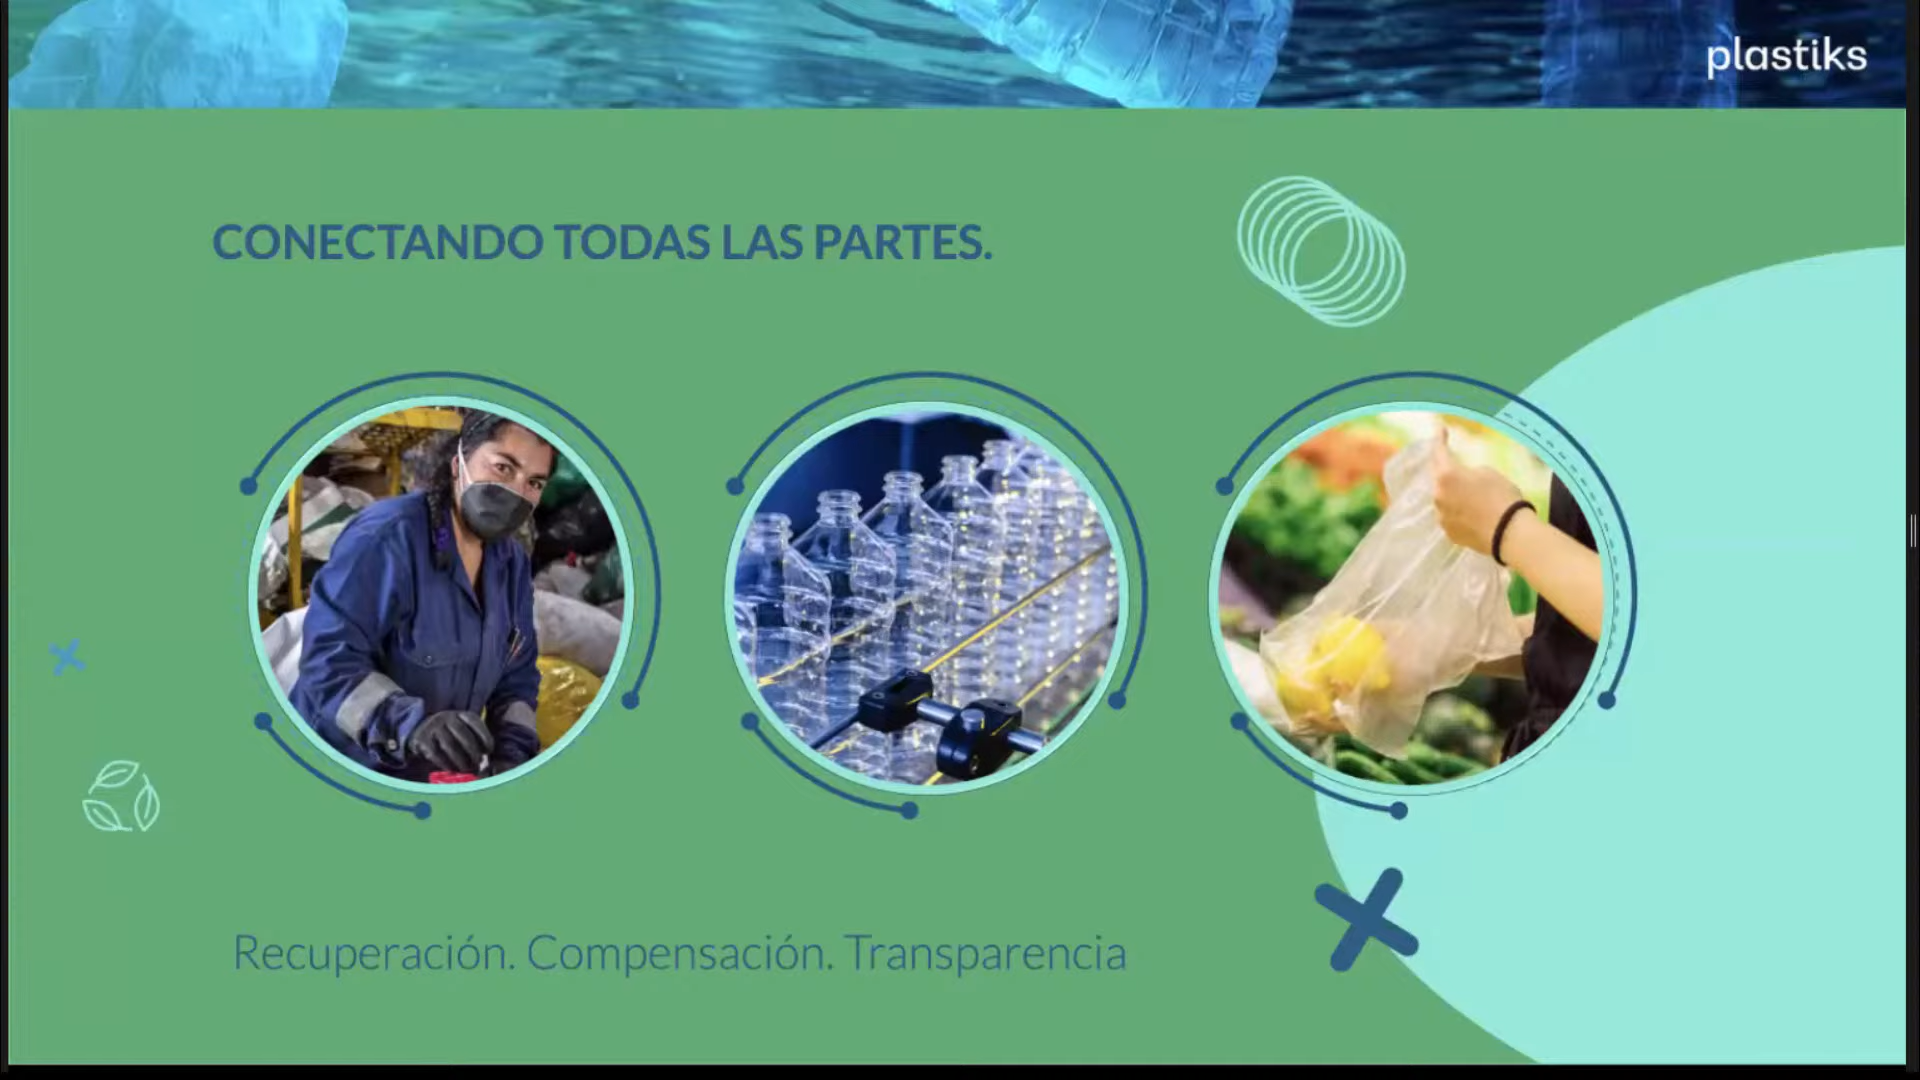 plastiks
CONECTANDO TODAS LAS PARTES.
Recuperación. Compensación. Transparencia